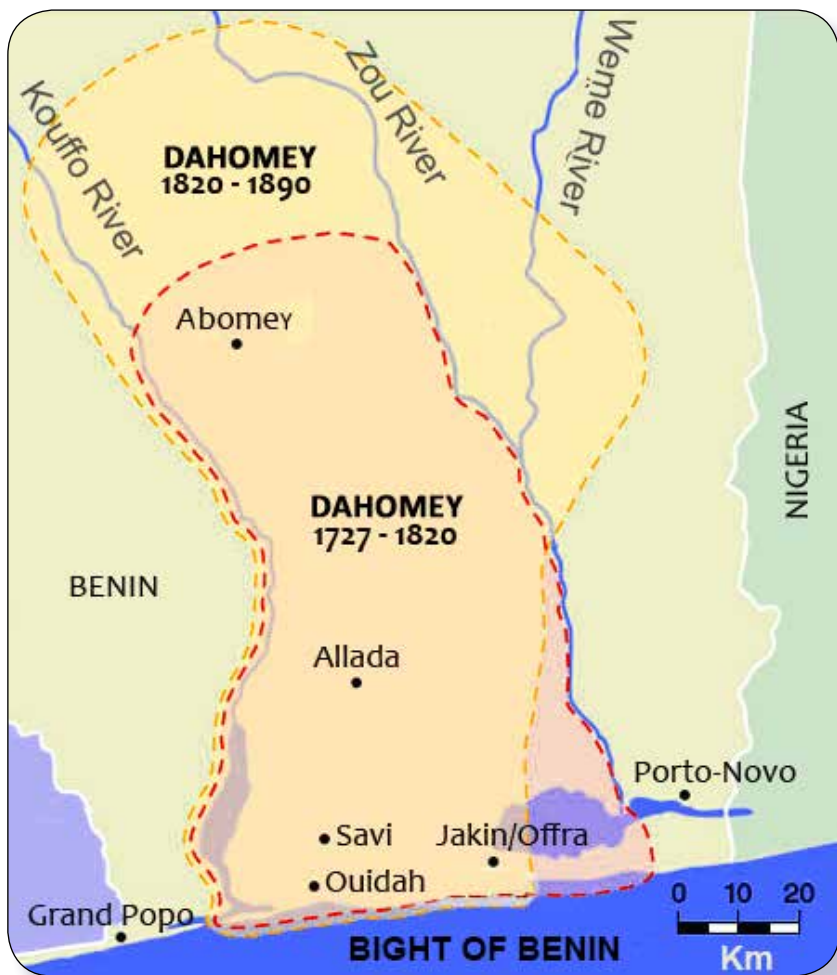 Kouffo River
Zou River
Weme River
DAHOMEY
1820 - 1890
Abomey
DAHOMEY
1727 - 1820
NIGERIA
BENIN
Allada
Porto-Novo
Savi
Jakin/Offra
Ouidah
Grand Popo
0 10 20
Km
BIGHT OF BENIN